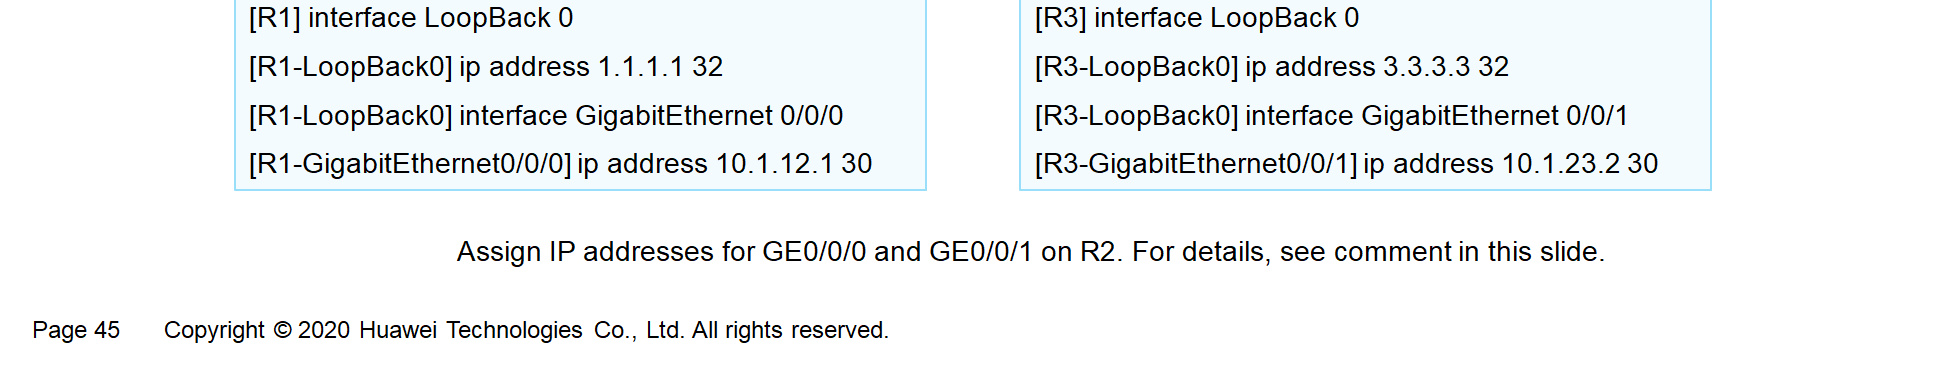 [R1] interface LoopBack 0
[R1-LoopBack0] ip address 1.1.1.1 32
[R1-LoopBack0] interface GigabitEthernet 0/0/0
[R1-GigabitEthernet0/0/0] ip address 10.1.12.1 30
[R3] interface LoopBack 0
[R3-LoopBack0] ip address 3.3.3.3 32
[R3-LoopBack0] interface GigabitEthernet 0/0/1
[R3-GigabitEthernet0/0/1] ip address 10.1.23.2 30
Assign IP addresses for GE0/0/0 and GE0/0/1 on R2. For details, see comment in this slide.
Page 45 Copyright © 2020 Huawei Technologies Co., Ltd. All rights reserved.